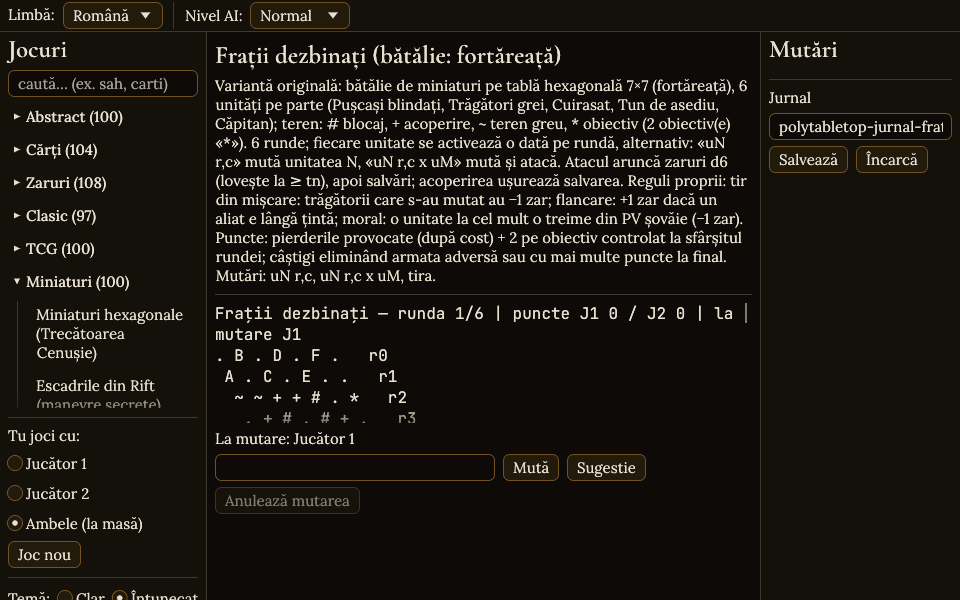 Limbă: Română ▼ Nivel AI: Normal ▼
Jocuri
caută... (ex. sah, carti)
▸ Abstract (100)
▸ Cărți (104)
▸ Zaruri (108)
▸ Clasic (97)
▸ TCG (100)
▾ Miniaturi (100)
Miniaturi hexagonale
(Trecătoarea
Cenușie)
Escadrile din Rift
(manevre secrete)
Tu joci cu:
Jucător 1
Jucător 2
Ambele (la masă)
Joc nou
Temă: Clar Întunecat
Frații dezbinați (bătălie: fortăreață)
Variantă originală: bătălie de miniaturi pe tablă hexagonală 7×7 (fortăreață), 6
unități pe parte (Pușcași blindați, Trăgători grei, Cuirasat, Tun de asediu,
Căpitan); teren: # blocaj, + acoperire, ~ teren greu, * obiectiv (2 obiectiv(e)
«*»). 6 runde; fiecare unitate se activează o dată pe rundă, alternativ: «uN
r,c» mută unitatea N, «uN r,c x uM» mută și atacă. Atacul aruncă zaruri d6
(lovește la ≥ tn), apoi salvări; acoperirea ușurează salvarea. Reguli proprii: tir
din mișcare: trăgătorii care s-au mutat au −1 zar; flancare: +1 zar dacă un
aliat e lângă țintă; moral: o unitate la cel mult o treime din PV șovăie (−1 zar).
Puncte: pierderile provocate (după cost) + 2 pe obiectiv controlat la sfârșitul
rundei; câștigi eliminând armata adversă sau cu mai multe puncte la final.
Mutări: uN r,c, uN r,c x uM, tira.
Frații dezbinați — runda 1/6 | puncte J1 0 / J2 0 | la
mutare J1
. B . D . F .   r0
A . C . E . .   r1
~ ~ + + # . *   r2
. + # . # + .   r3
La mutare: Jucător 1
Mută Sugestie
Anulează mutarea
Mutări
Jurnal
polytabletop-jurnal-frat
Salvează Încarcă